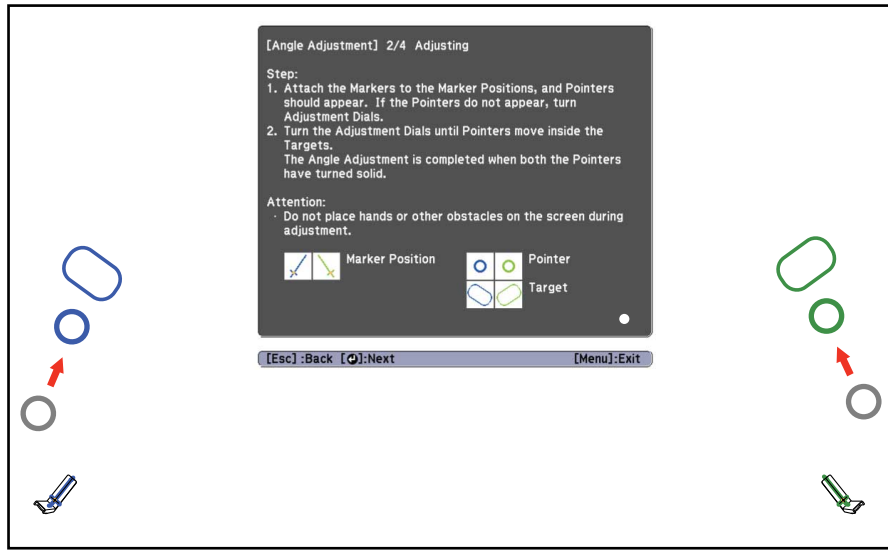 [Angle Adjustment] 2/4 Adjusting
Step:
1. Attach the Markers to the Marker Positions, and Pointers
should appear. If the Pointers do not appear, turn
Adjustment Dials.
2. Turn the Adjustment Dials until Pointers move inside the
Targets.
The Angle Adjustment is completed when both the Pointers
have turned solid.
Attention:
· Do not place hands or other obstacles on the screen during
adjustment.
Marker Position
Pointer
Target
[Esc] :Back [⏎]:Next [Menu]:Exit